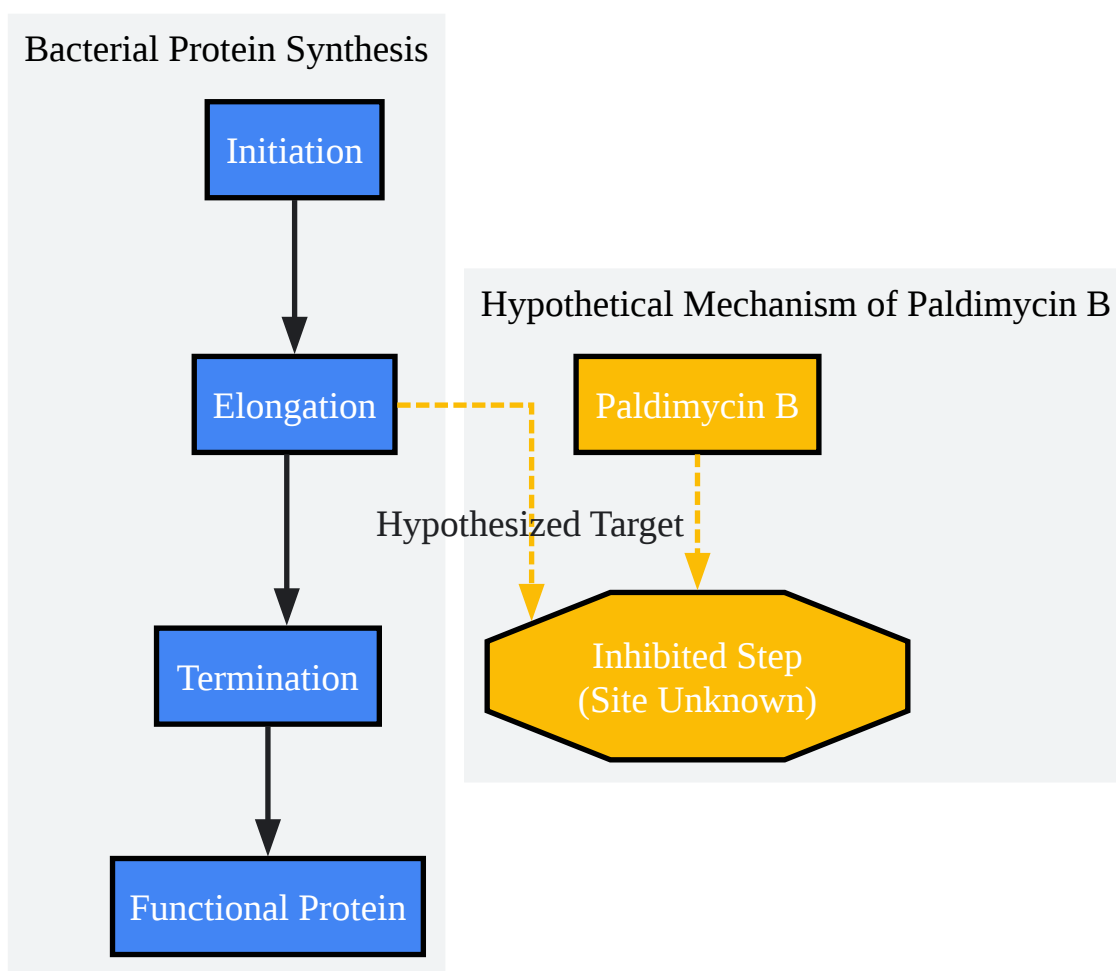 Bacterial Protein Synthesis
Initiation
Hypothetical Mechanism of Paldimycin B
Elongation
Paldimycin B
Hypothesized Target
Inhibited Step
(Site Unknown)
Termination
Functional Protein